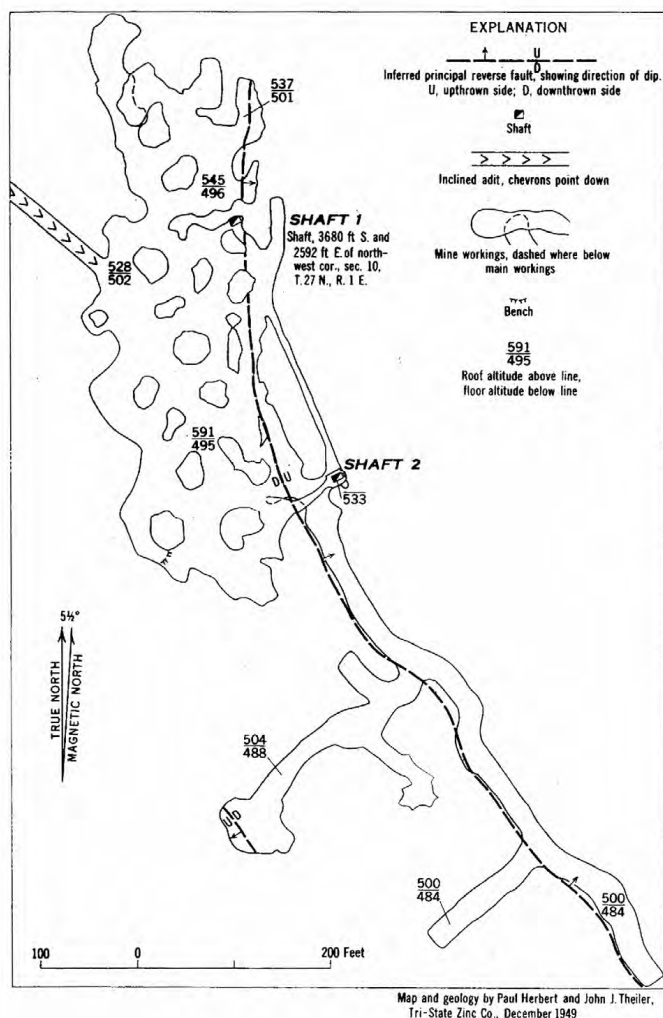 EXPLANATION
U
D
Inferred principal reverse fault, showing direction of dip.
U, upthrown side; D, downthrown side
Shaft
Inclined adit, chevrons point down
Mine workings, dashed where below
main workings
Bench
591
495
Roof altitude above line,
floor altitude below line
537
501
545
496
SHAFT 1
Shaft, 3680 ft S. and
2592 ft E. of north-
west cor., sec. 10,
T. 27 N., R. 1 E.
528
502
591
495
SHAFT 2
D U
533
5½°
TRUE NORTH
MAGNETIC NORTH
504
488
U D
500
484
500
484
100 0 200 Feet
Map and geology by Paul Herbert and John J. Theiler,
Tri-State Zinc Co., December 1949